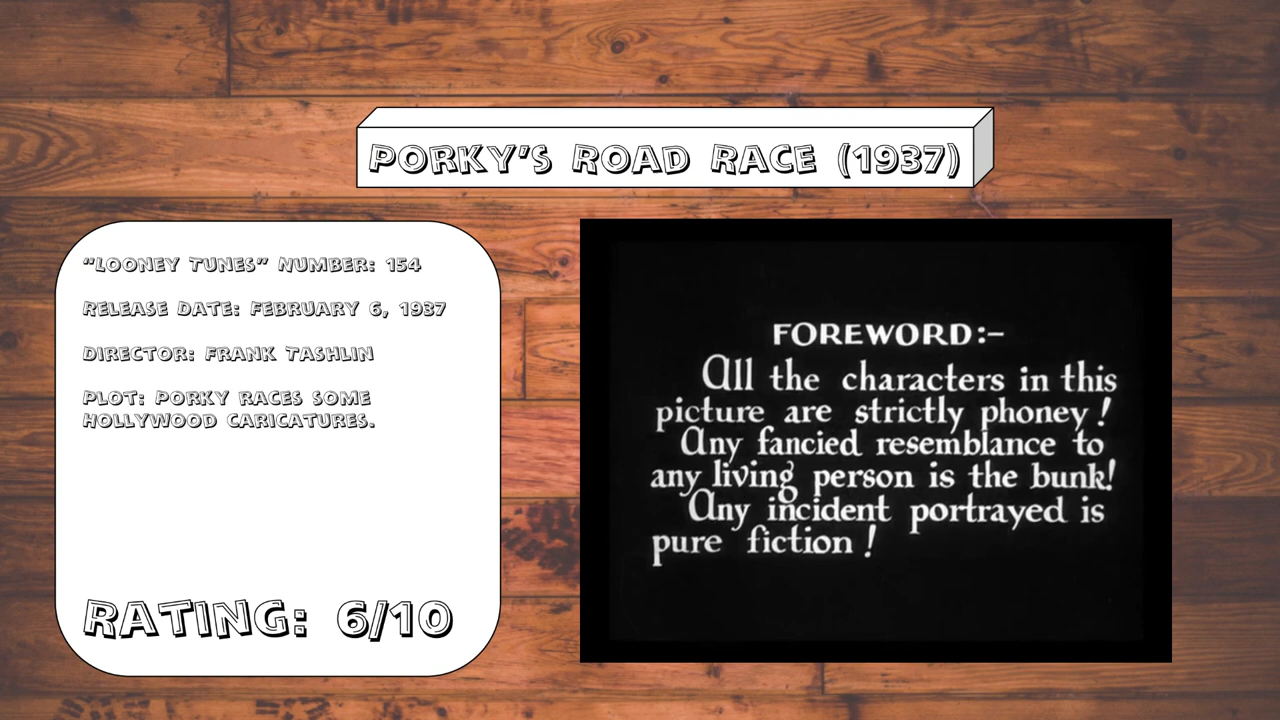 PORKY'S ROAD RACE (1937)
"LOONEY TUNES" NUMBER: 154
RELEASE DATE: FEBRUARY 6, 1937
DIRECTOR: FRANK TASHLIN
PLOT: PORKY RACES SOME
HOLLYWOOD CARICATURES.
RATING: 6/10
FOREWORD:-
All the characters in this
picture are strictly phoney!
Any fancied resemblance to
any living person is the bunk!
Any incident portrayed is
pure fiction!